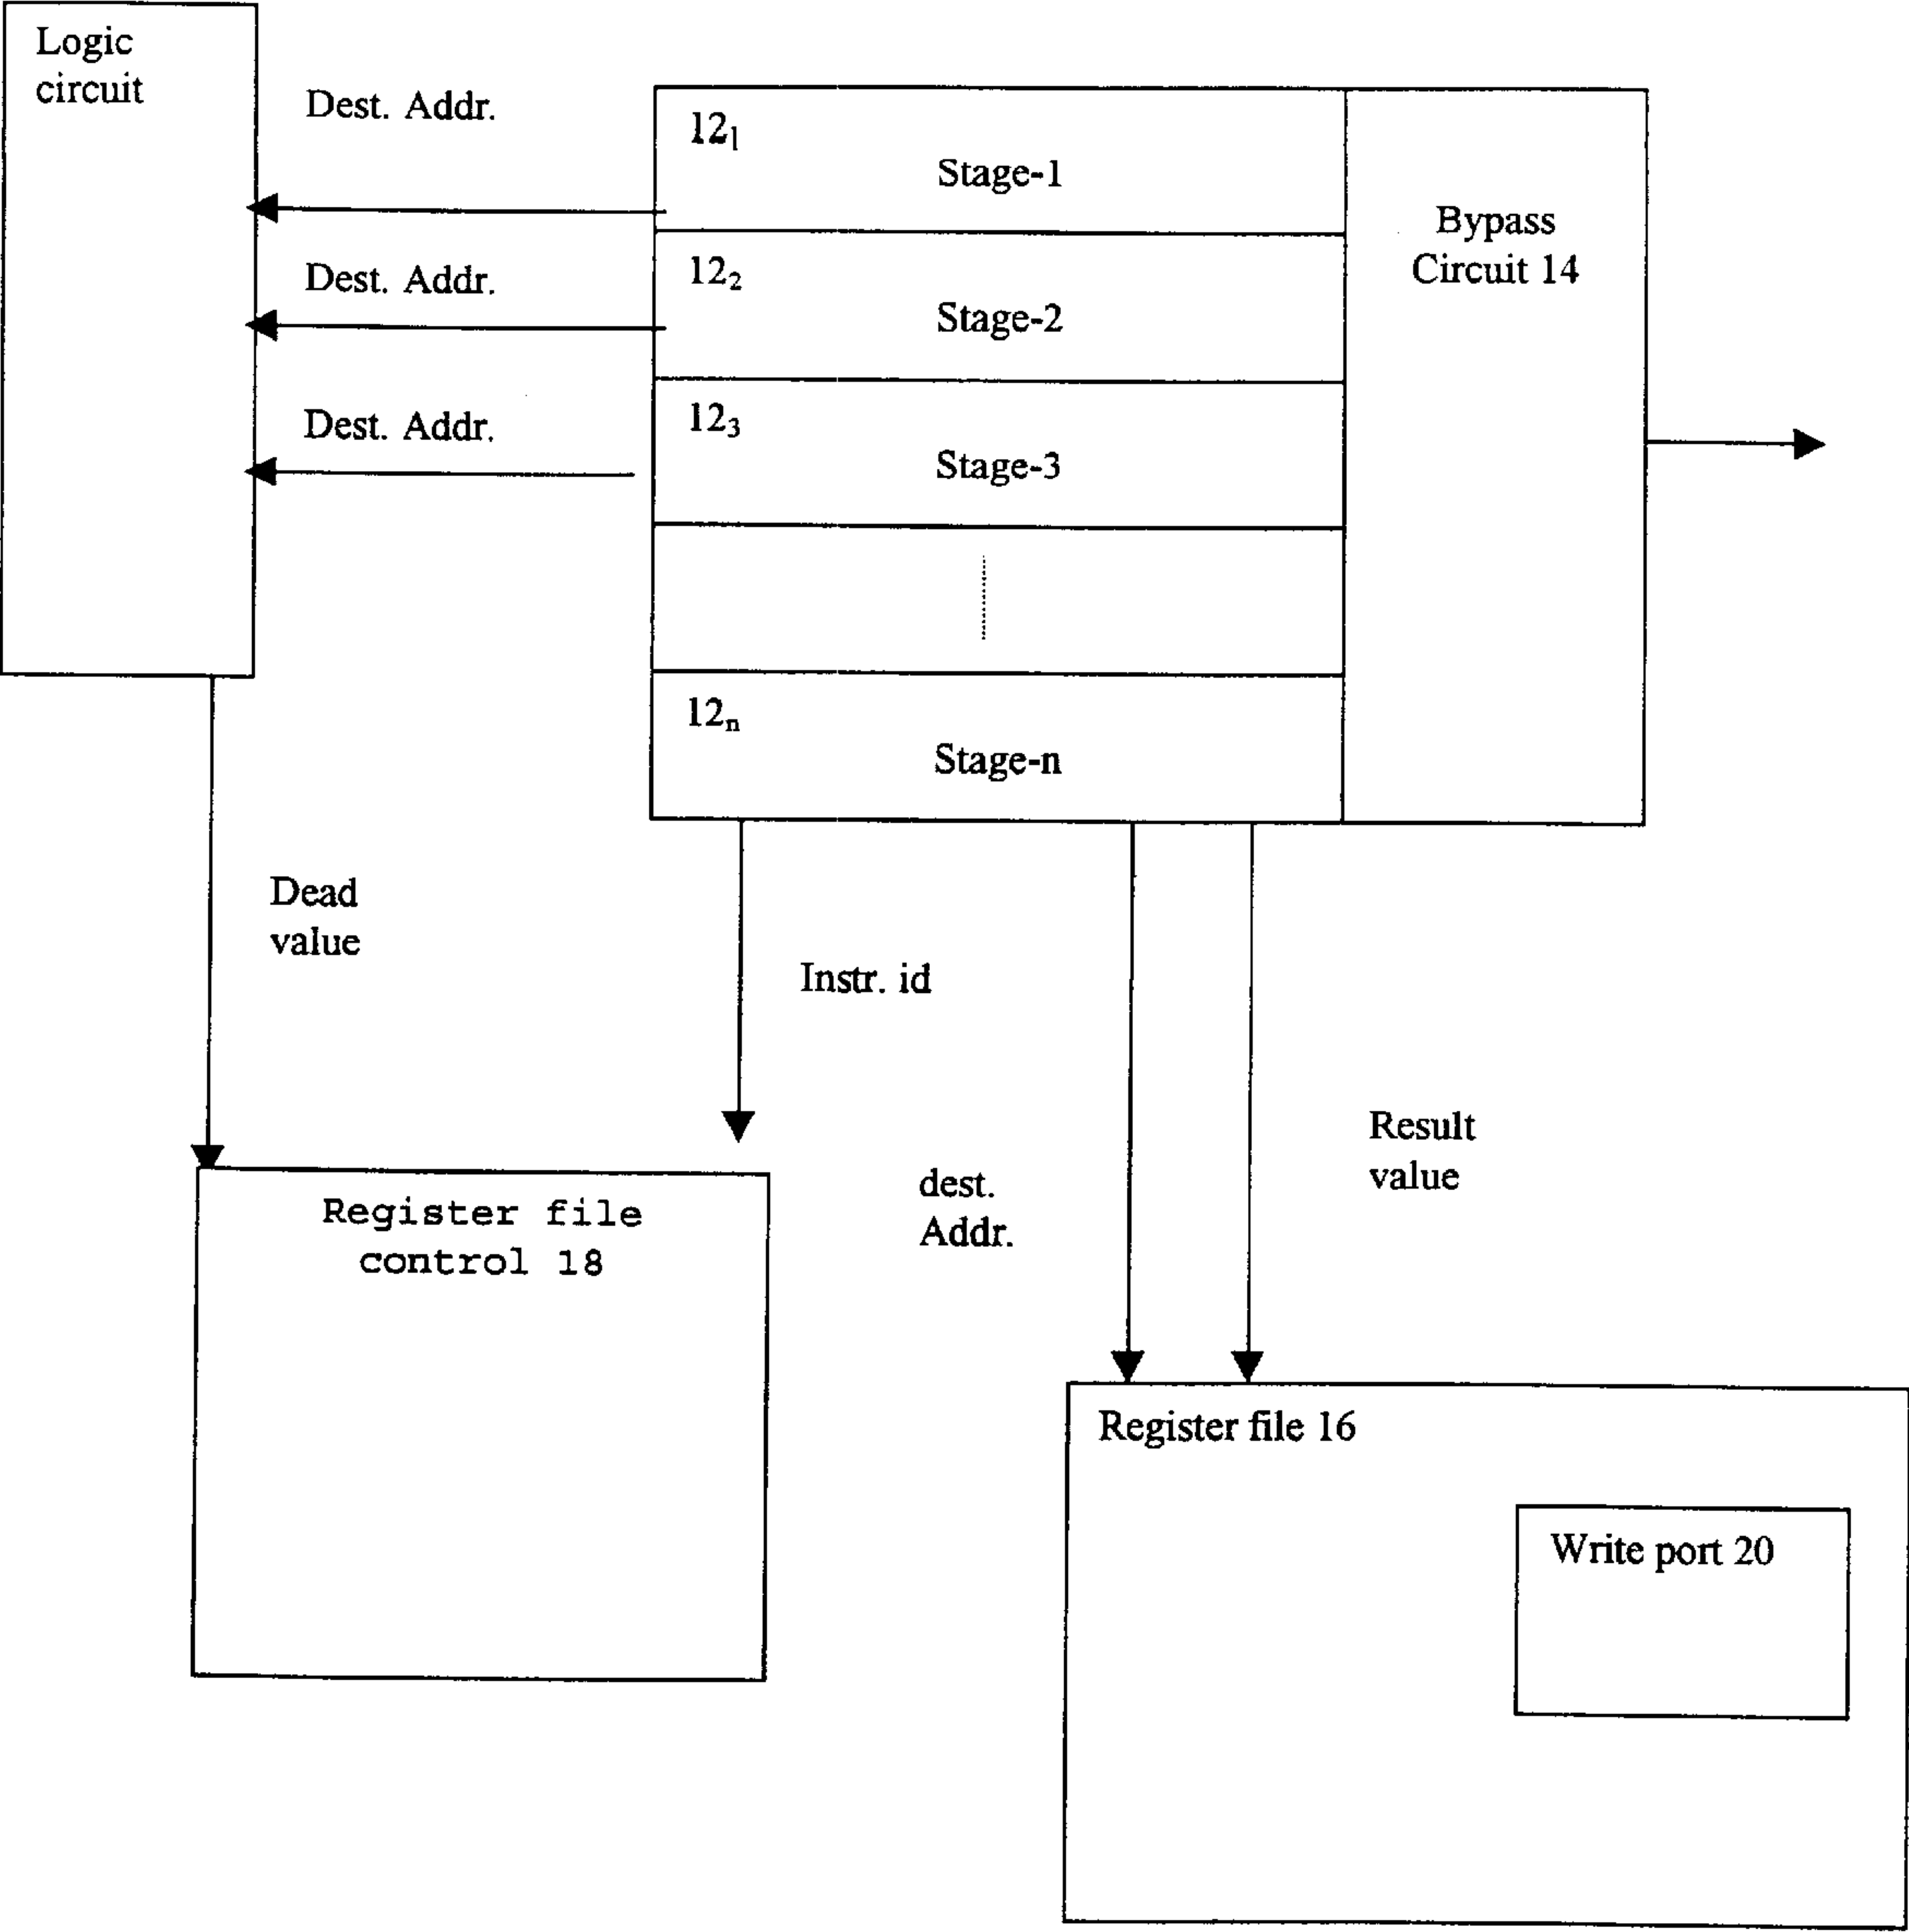 Logic
circuit
Dest. Addr.
12₁
Stage-1
Bypass
Circuit 14
Dest. Addr.
12₂
Stage-2
Dest. Addr.
12₃
Stage-3
12ₙ
Stage-n
Dead
value
Instr. id
Result
value
dest.
Addr.
Register file
control 18
Register file 16
Write port 20